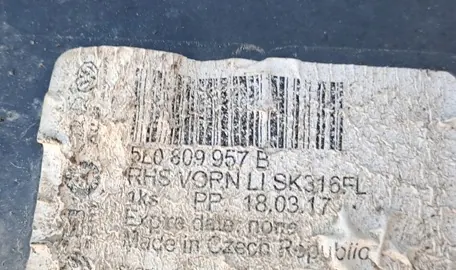 5L0 809 957 B
RHS VORN LI SK316FL
1ks PP 18.03.17
Expire date: none
Made in Czech Republic